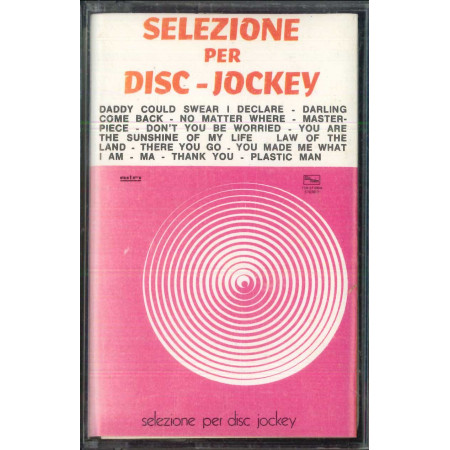 SELEZIONE
PER
DISC-JOCKEY
DADDY COULD SWEAR I DECLARE - DARLING
COME BACK - NO MATTER WHERE - MASTER-
PIECE - DON'T YOU BE WORRIED - YOU ARE
THE SUNSHINE OF MY LIFE LAW OF THE
LAND - THERE YOU GO - YOU MADE ME WHAT
I AM - MA - THANK YOU - PLASTIC MAN
selezione per disc jockey